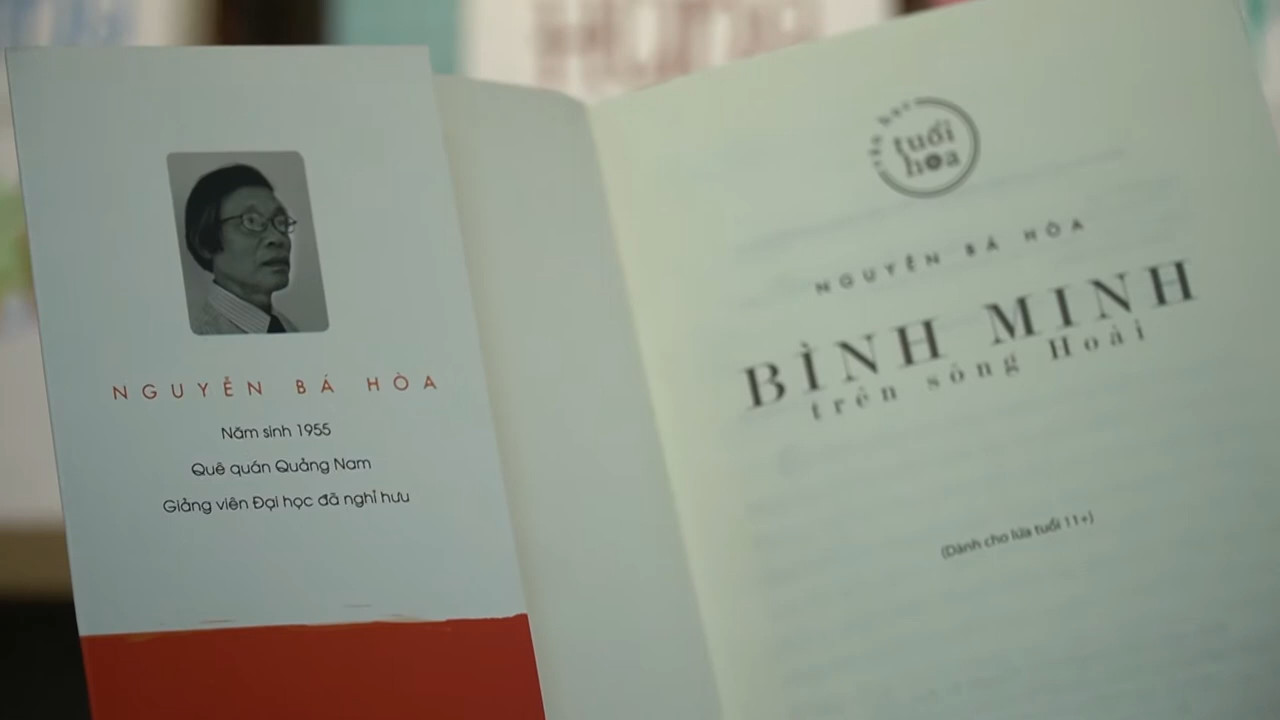 NGUYỄN BÁ HÒA
Năm sinh 1955
Quê quán Quảng Nam
Giảng viên Đại học đã nghỉ hưu
tuổi
hoa
NGUYỄN BÁ HÒA
BÌNH MINH
trên sông Hoài
(Dành cho lứa tuổi 11+)